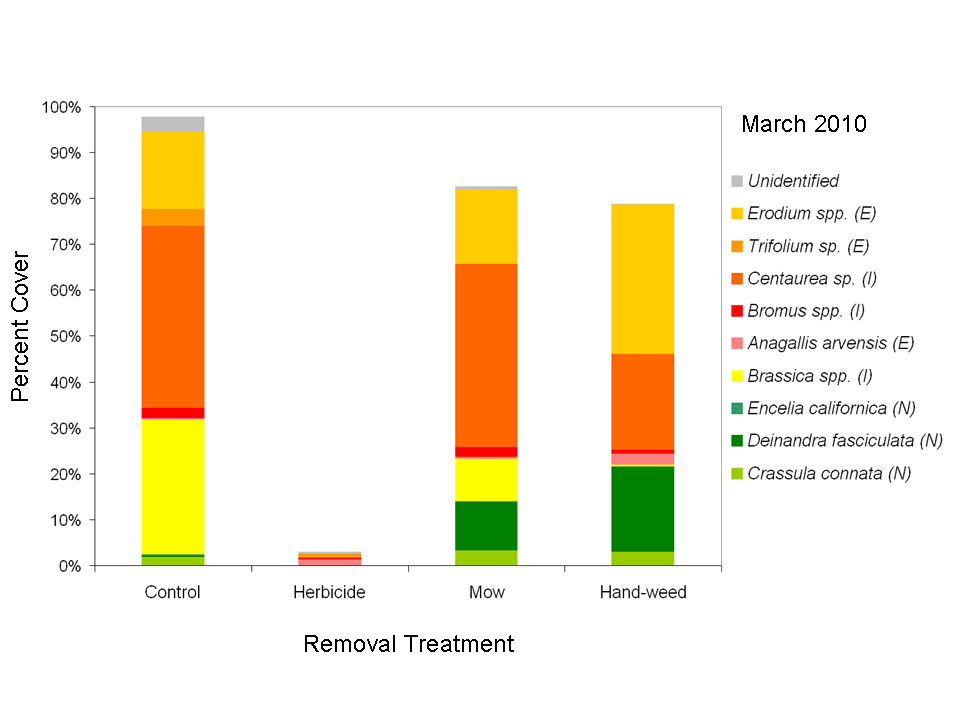 March 2010
100%
90%
80%
70%
60%
50%
40%
30%
20%
10%
0%
Percent Cover
Control
Herbicide
Mow
Hand-weed
Removal Treatment
Unidentified
Erodium spp. (E)
Trifolium sp. (E)
Centaurea sp. (I)
Bromus spp. (I)
Anagallis arvensis (E)
Brassica spp. (I)
Encelia californica (N)
Deinandra fasciculata (N)
Crassula connata (N)